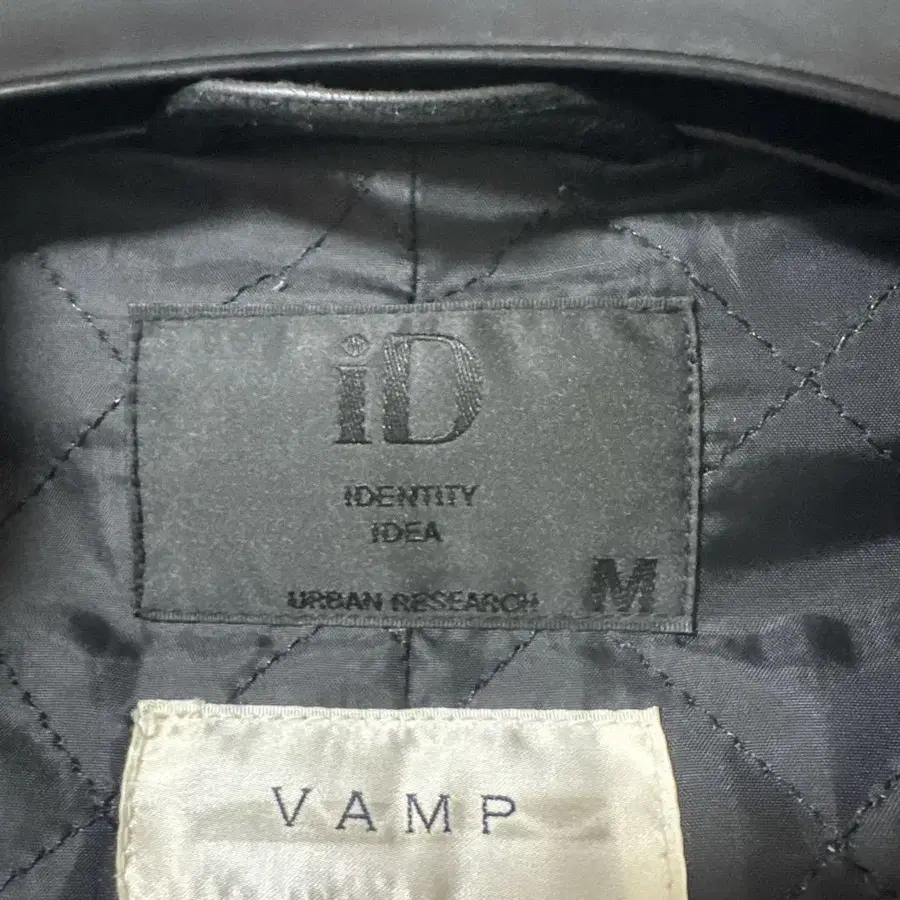 iD
IDENTITY
IDEA
URBAN RESEARCH M
VAMP